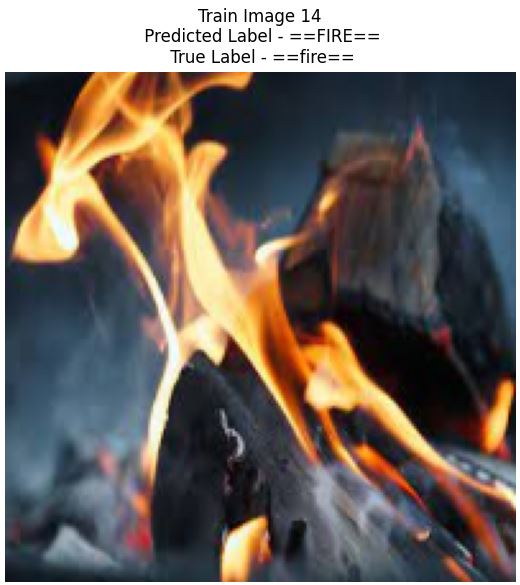 Train Image 14
Predicted Label - ==FIRE==
True Label - ==fire==